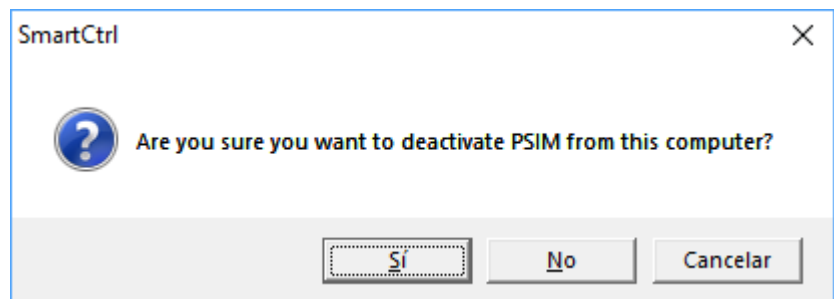 SmartCtrl
Are you sure you want to deactivate PSIM from this computer?
Sí No Cancelar